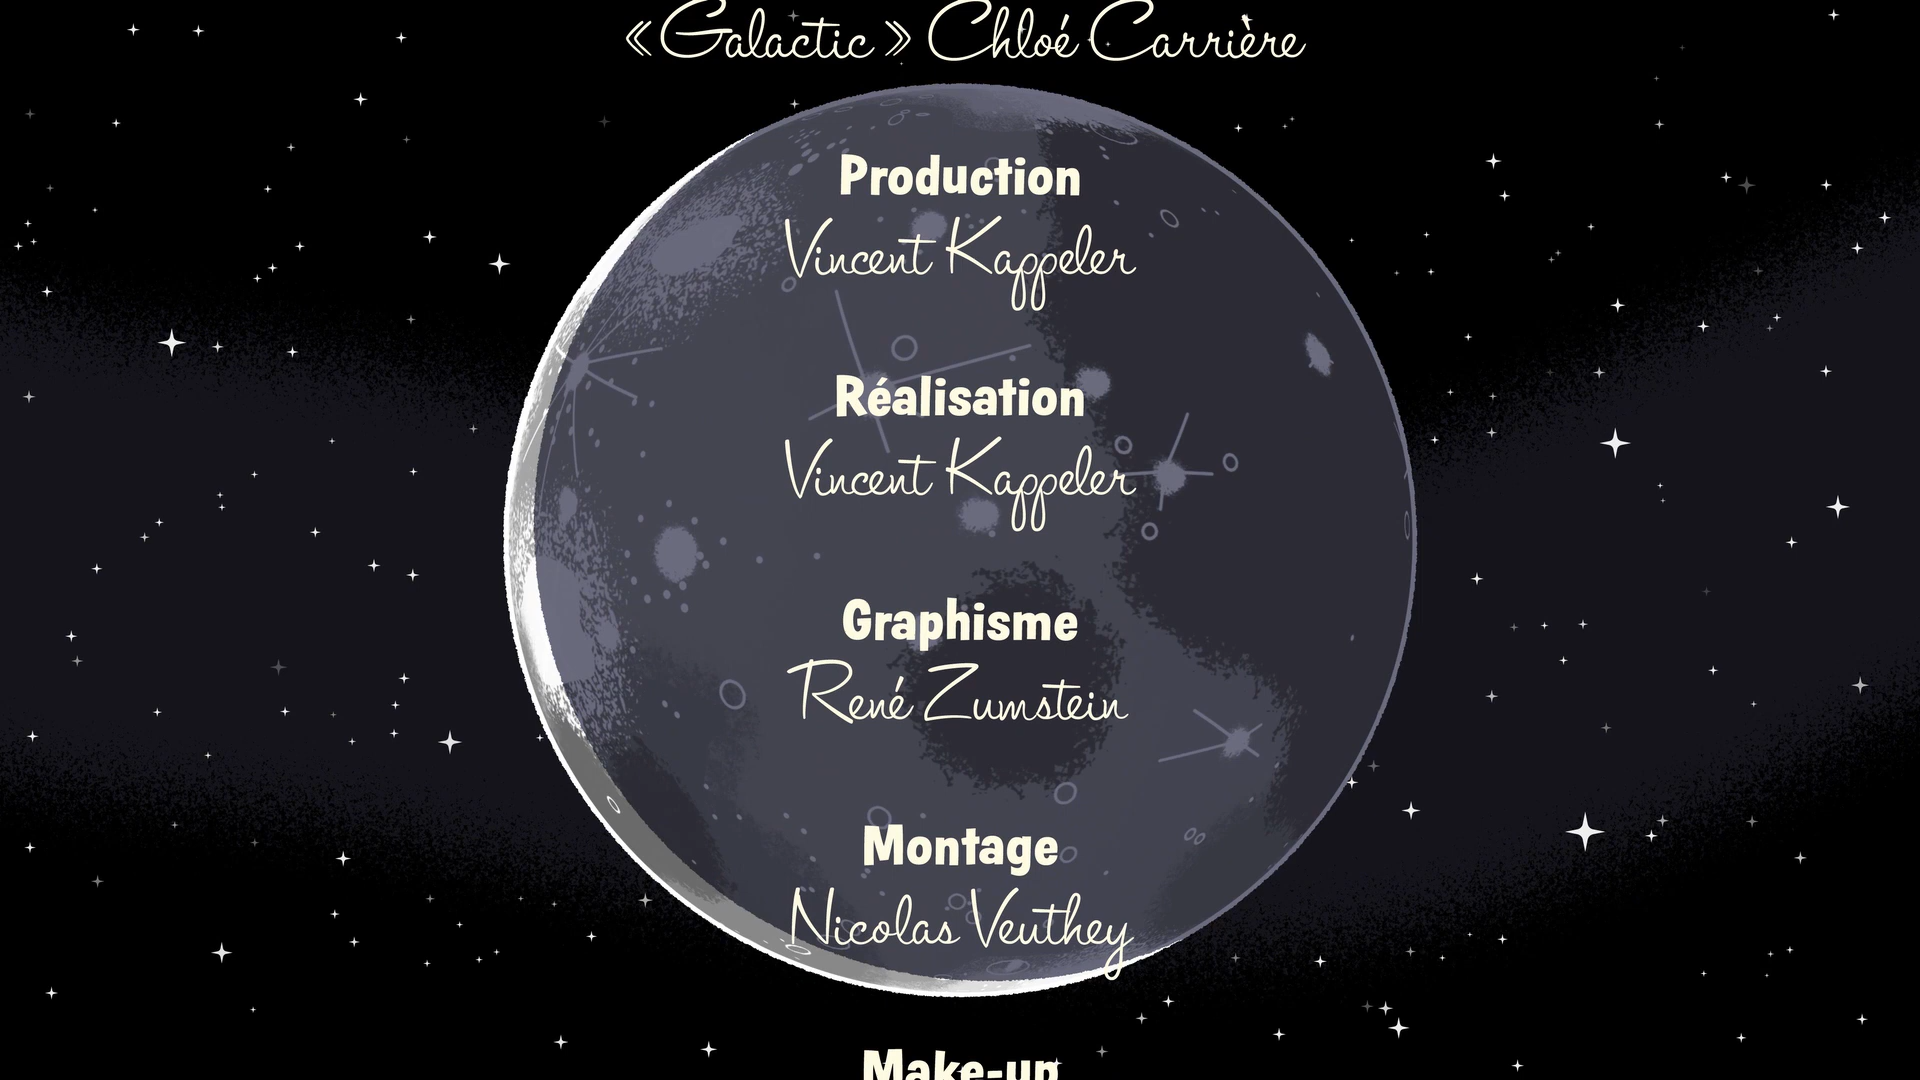 « Galactic » Chloé Carrière
Production
Vincent Kappeler
Réalisation
Vincent Kappeler
Graphisme
René Zumstein
Montage
Nicolas Veuthey
Make-up